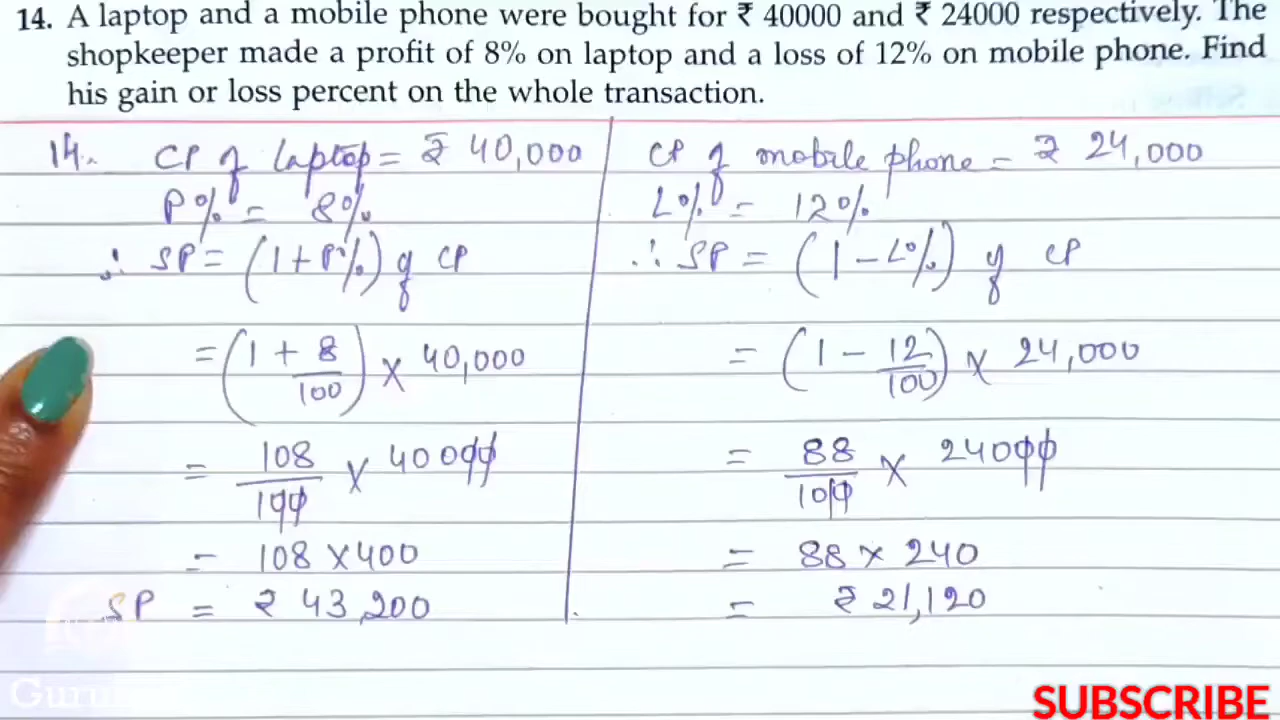 14. A laptop and a mobile phone were bought for ₹ 40000 and ₹ 24000 respectively. The
shopkeeper made a profit of 8% on laptop and a loss of 12% on mobile phone. Find
his gain or loss percent on the whole transaction.
14. CP of laptop = ₹ 40,000
P% = 8%
∴ SP = (1 + P%) of CP
= (1 + 8/100) × 40,000
= 108/100 × 40000
= 108 × 400
SP = ₹ 43,200
CP of mobile phone = ₹ 24,000
L% = 12%
∴ SP = (1 – L%) of CP
= (1 – 12/100) × 24,000
= 88/100 × 24000
= 88 × 240
= ₹ 21,120
SUBSCRIBE